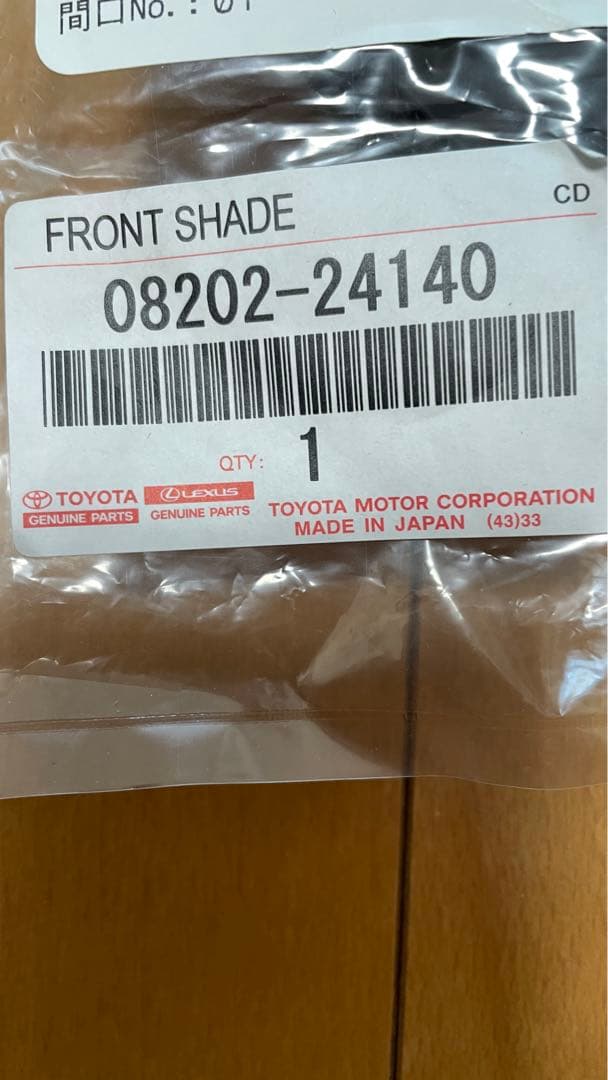 間口No.: 01
FRONT SHADE
CD
08202-24140
QTY: 1
TOYOTA
GENUINE PARTS
LEXUS
GENUINE PARTS
TOYOTA MOTOR CORPORATION
MADE IN JAPAN (43)33